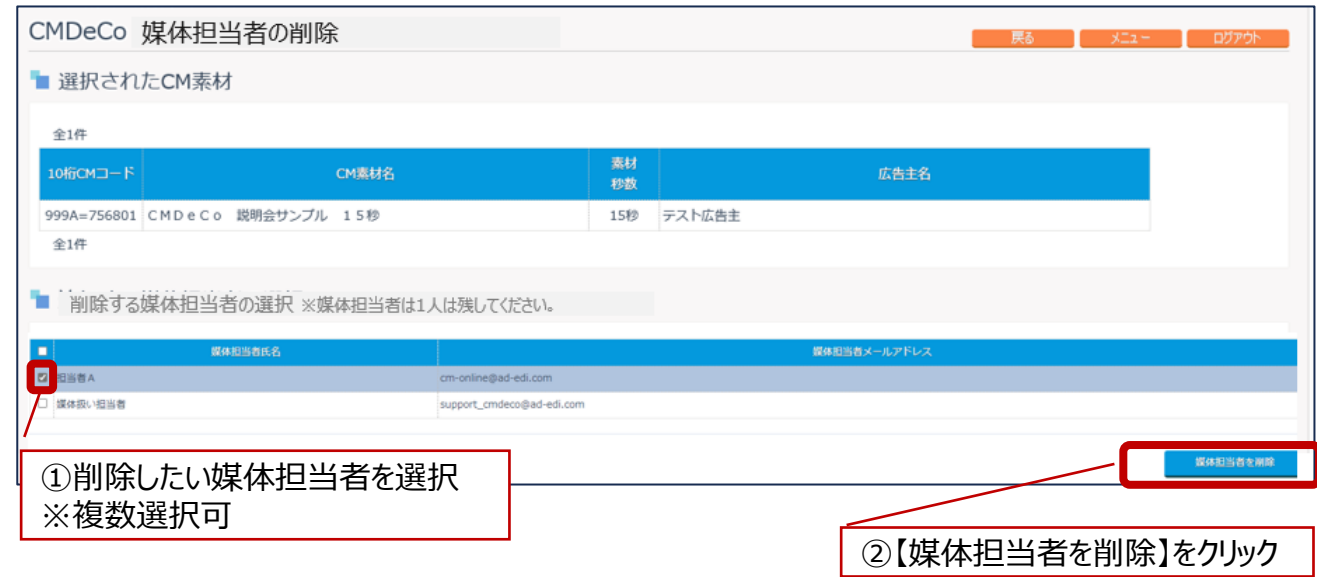 CMDeCo 媒体担当者の削除
戻る メニュー ログアウト
選択されたCM素材
全1件
10桁CMコード CM素材名 素材秒数 広告主名
999A=756801 ＣＭＤｅＣｏ　説明会サンプル　１５秒 15秒 テスト広告主
全1件
削除する媒体担当者の選択 ※媒体担当者は1人は残してください。
媒体担当者氏名 媒体担当者メールアドレス
担当者A cm-online@ad-edi.com
媒体扱い担当者 support_cmdeco@ad-edi.com
媒体担当者を削除
①削除したい媒体担当者を選択
※複数選択可
②【媒体担当者を削除】をクリック